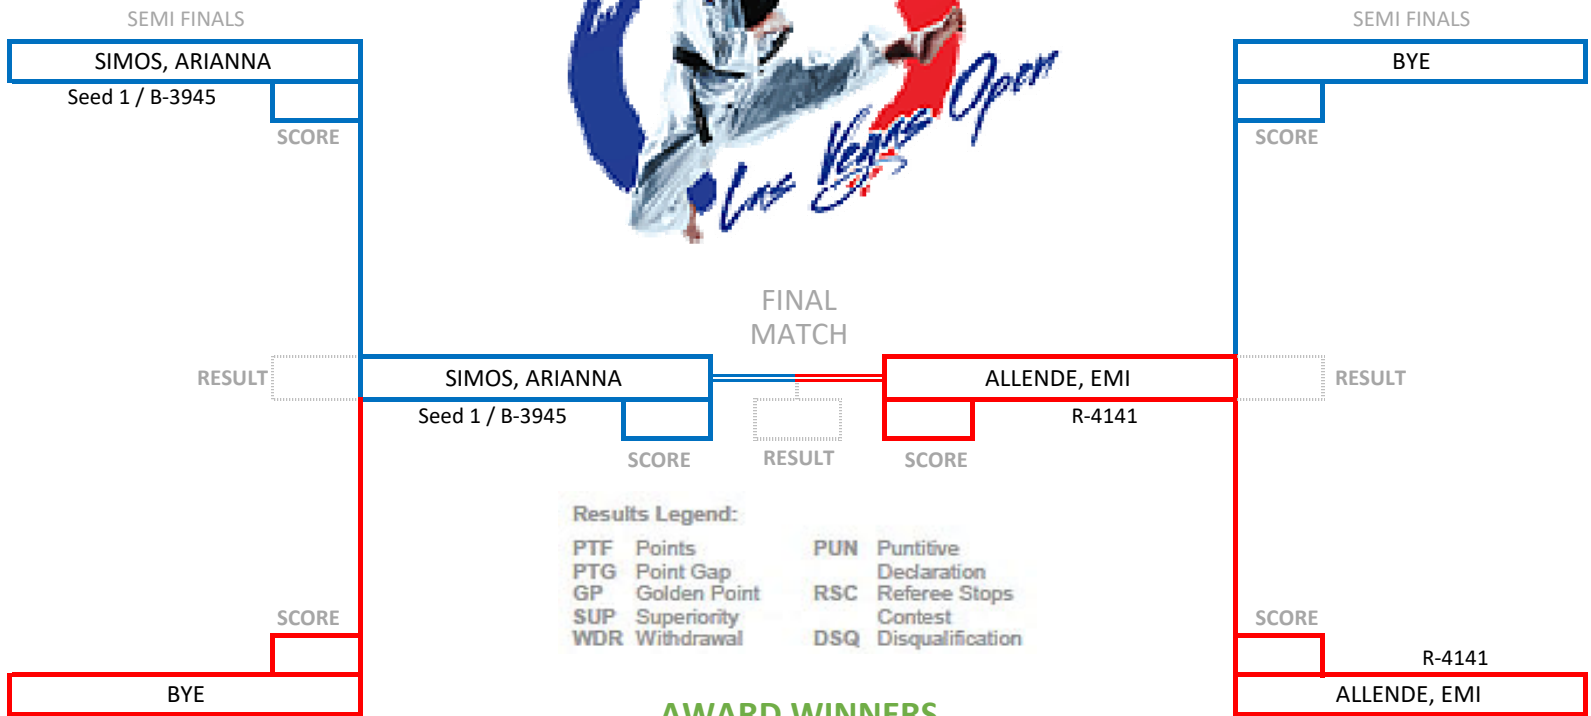 SEMI FINALS
SEMI FINALS
SIMOS, ARIANNA
BYE
Seed 1 / B-3945
SCORE
SCORE
Las Vegas Open
FINAL
MATCH
RESULT
SIMOS, ARIANNA
ALLENDE, EMI
RESULT
Seed 1 / B-3945
R-4141
SCORE
RESULT
SCORE
Results Legend:
PTF Points
PTG Point Gap
GP Golden Point
SUP Superiority
WDR Withdrawal
PUN Puntitive
Declaration
RSC Referee Stops
Contest
DSQ Disqualification
SCORE
SCORE
R-4141
BYE
ALLENDE, EMI
AWARD WINNERS